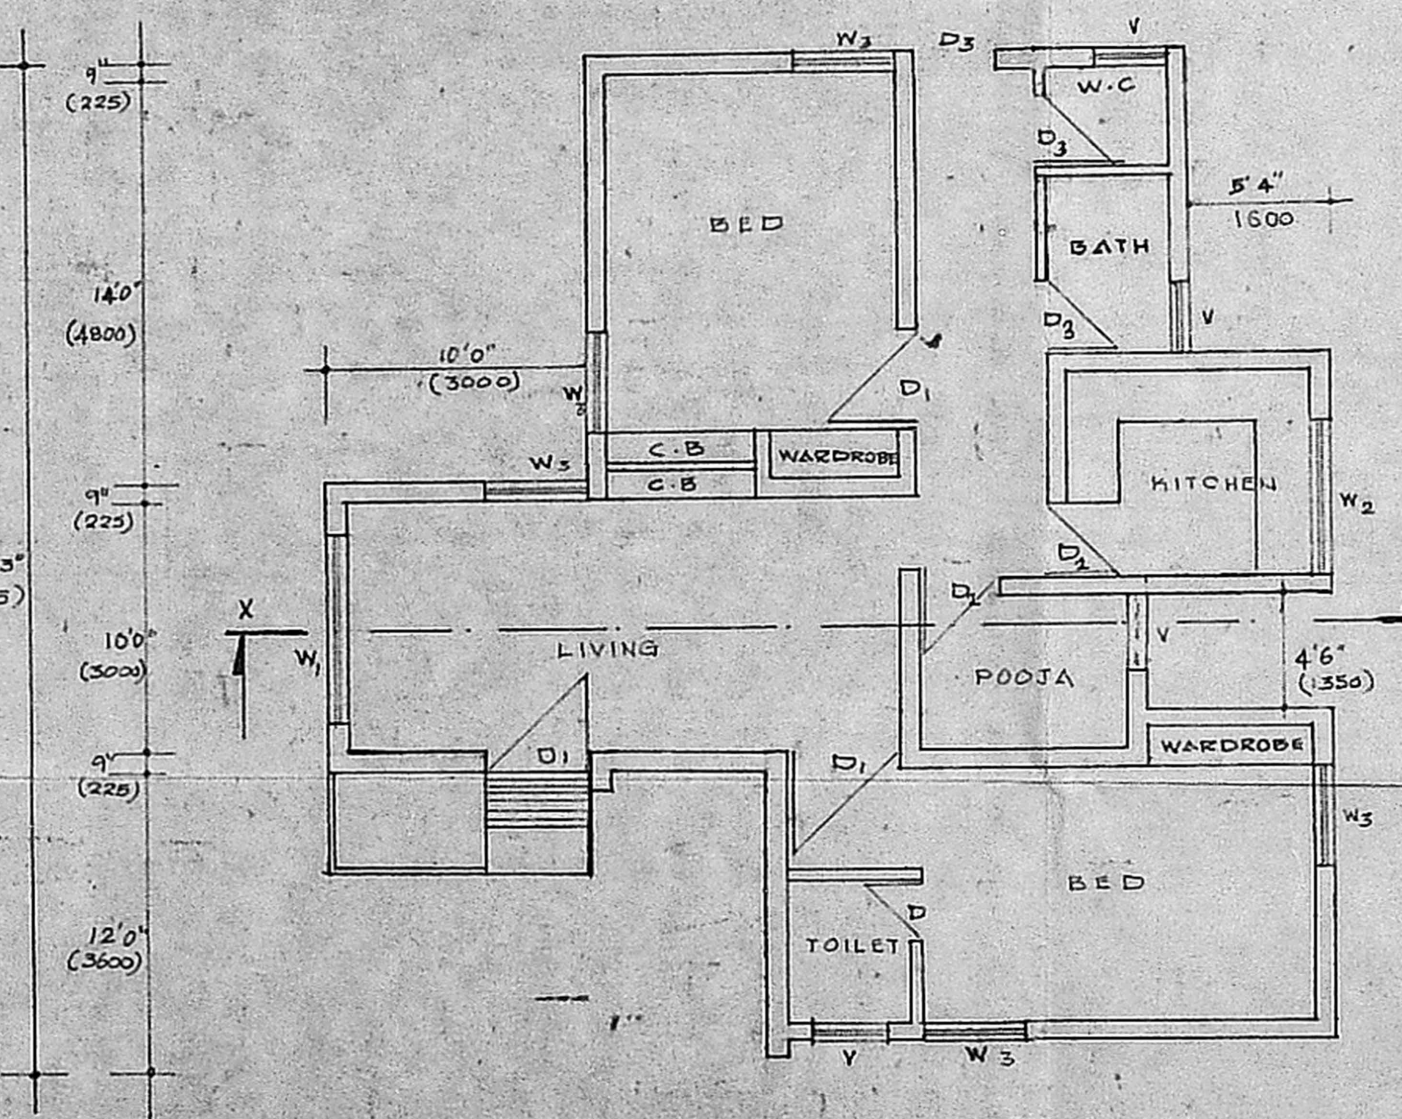 W3
D3
V
9"
(225)
W.C
D3
5'4"
1600
BED
BATH
14'0"
(4800)
D3
V
10'0"
(3000)
W
D1
C.B
WARDROBE
W3
C.B
9"
(225)
KITCHEN
W2
D2
3"
5)
D2
X
10'0"
(3000)
W1
LIVING
V
POOJA
4'6"
(1350)
D1
D1
WARDROBE
9"
(225)
W3
BED
D
12'0"
(3600)
TOILET
V
W3